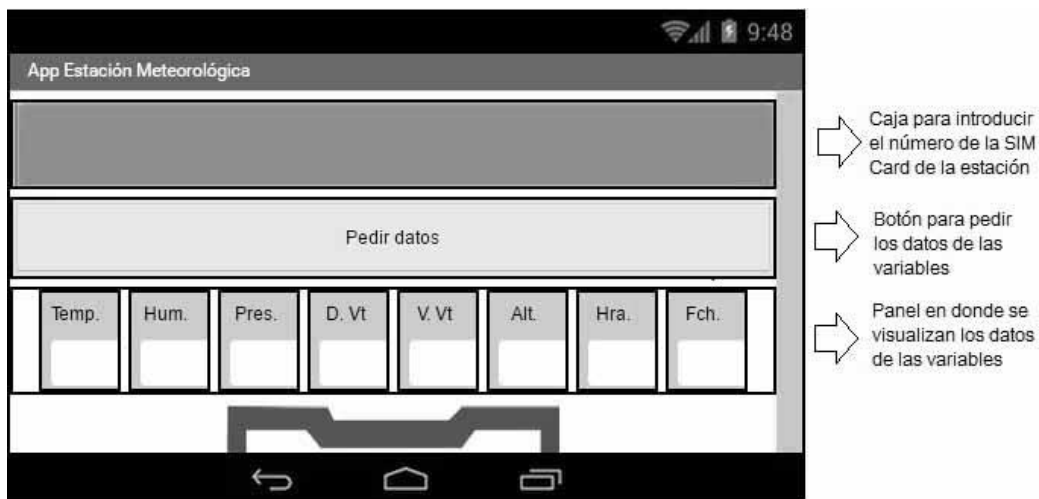 9:48
App Estación Meteorológica
Caja para introducir
el número de la SIM
Card de la estación
Pedir datos
Botón para pedir
los datos de las
variables
Temp. Hum. Pres. D. Vt V. Vt Alt. Hra. Fch.
Panel en donde se
visualizan los datos
de las variables